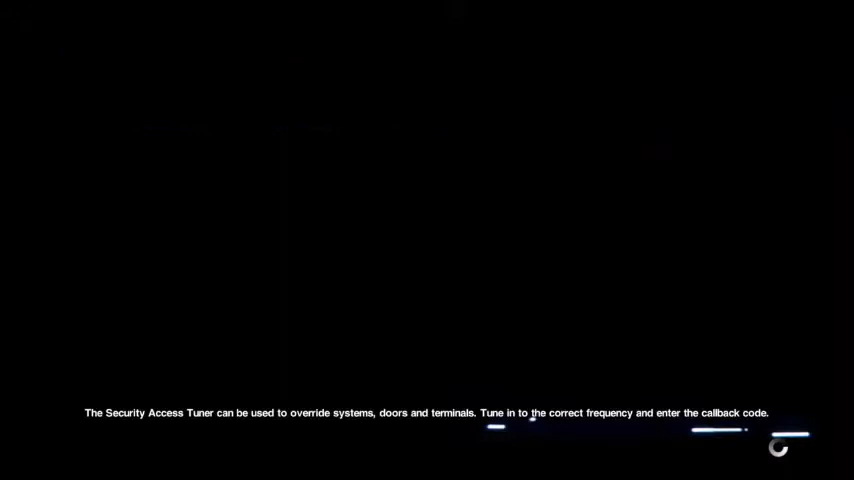 The Security Access Tuner can be used to override systems, doors and terminals. Tune in to the correct frequency and enter the callback code.